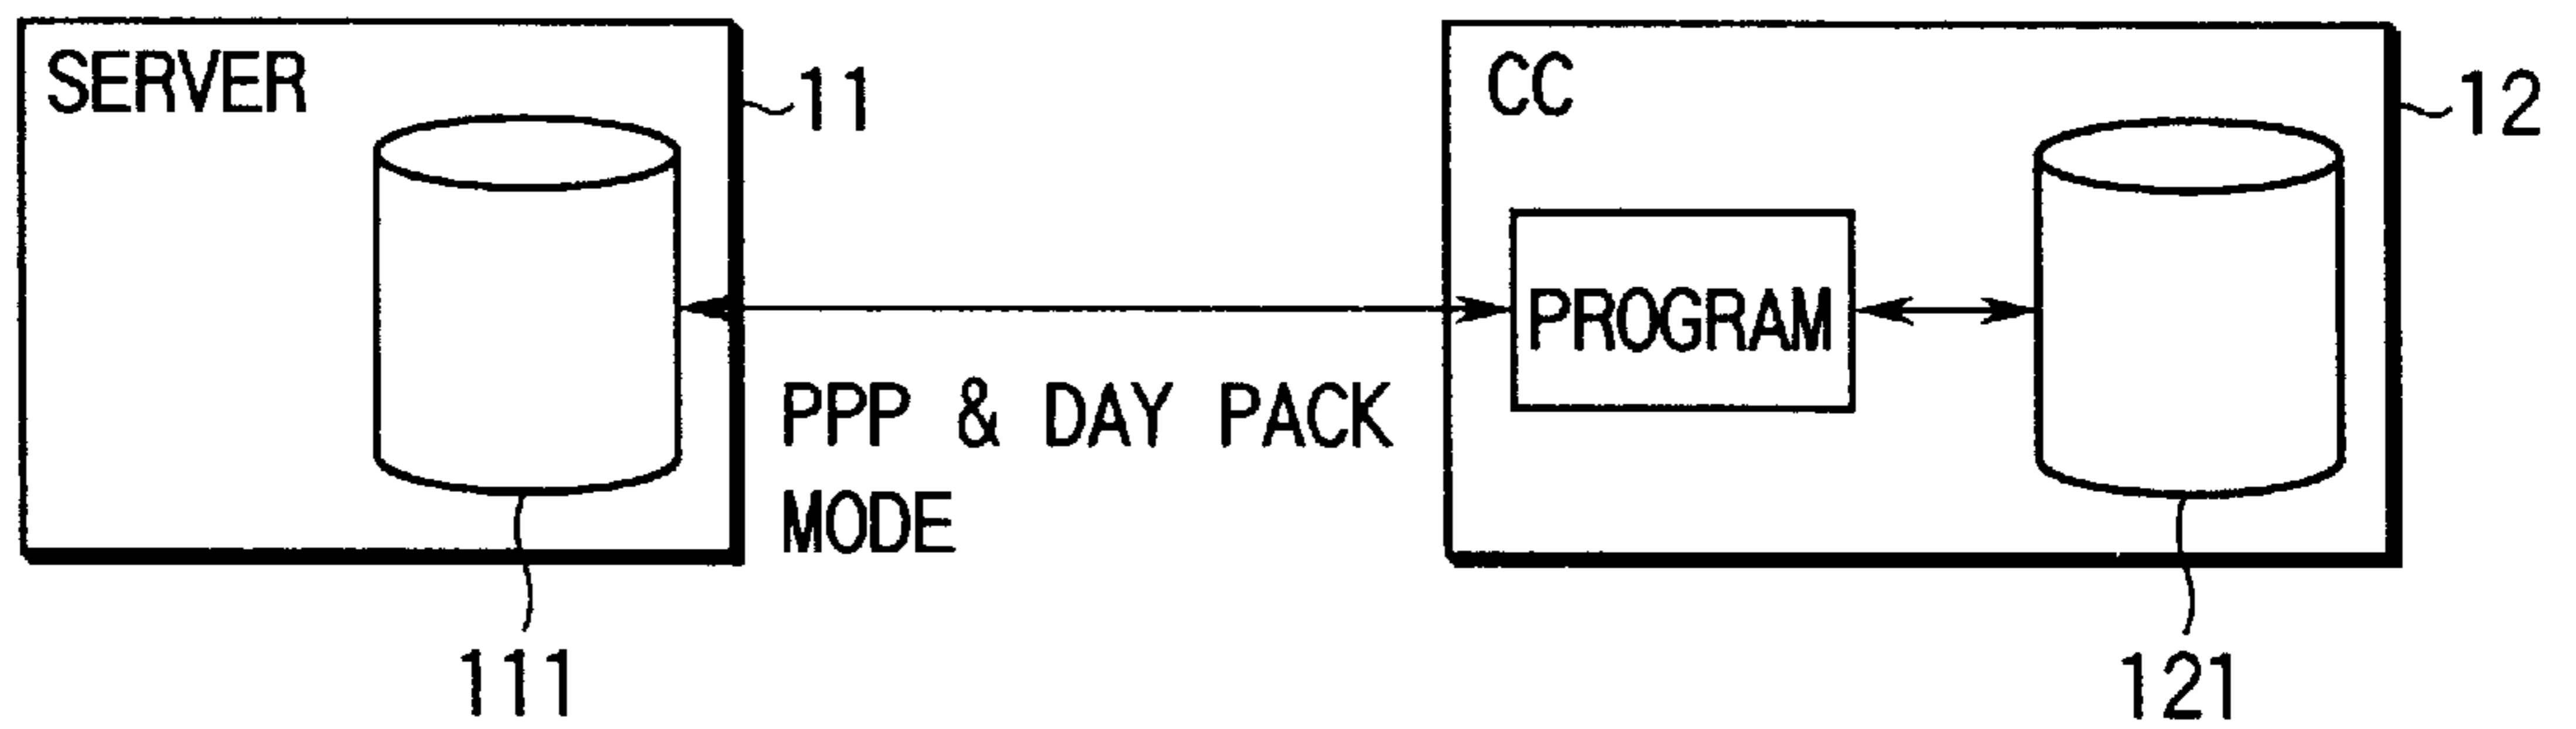 SERVER
11
CC
12
PROGRAM
PPP & DAY PACK
MODE
111
121